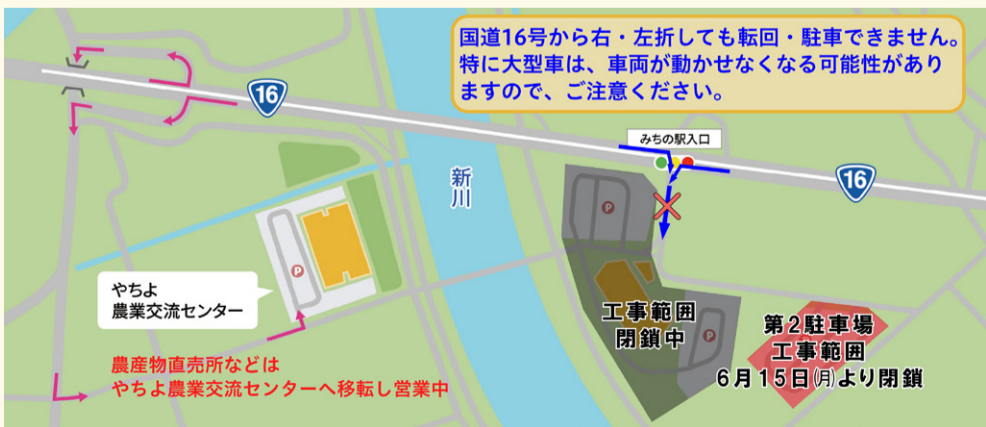 国道16号から右・左折しても転回・駐車できません。
特に大型車は、車両が動かせなくなる可能性があり
ますので、ご注意ください。
16
みちの駅入口
新川
16
P
P
やちよ
農業交流センター
工事範囲
閉鎖中
P
第2駐車場
工事範囲
6月15日㈪より閉鎖
農産物直売所などは
やちよ農業交流センターへ移転し営業中